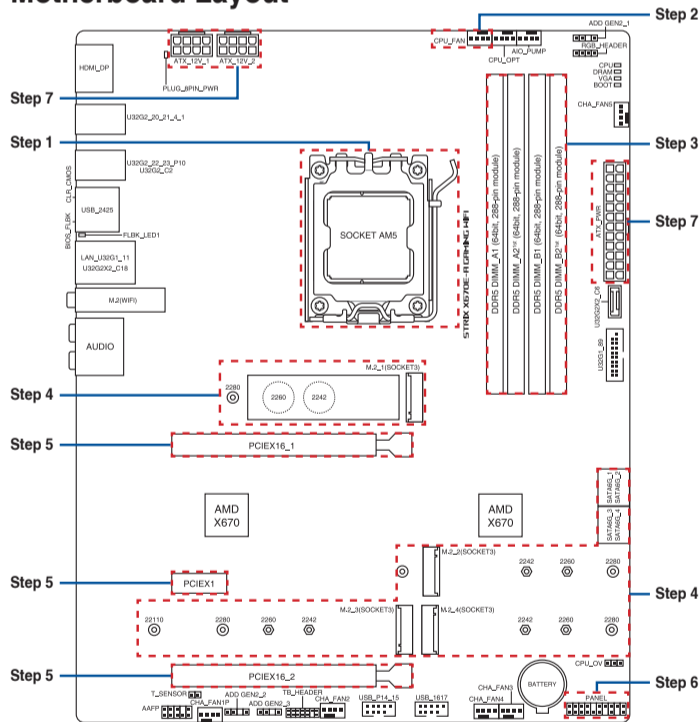 Motherboard Layout
Step 2
ADD GEN2_1
CPU_FAN
RGB_HEADER
ATX_12V_1
ATX_12V_2
AIO_PUMP
CPU_OPT
HDMI_DP
CPU
DRAM
VGA
BOOT
PLUG_8PIN_PWR
Step 7
CHA_FAN5
U32G2_20_21_4_1
Step 1
Step 3
U32G2_22_23_P10
U32G2_C2
CLR_CMOS
USB_2425
BIOS_FLBK
FLBK_LED1
SOCKET AM5
STRIX X670E-F GAMING WIFI
DDR5 DIMM_A1 (64bit, 288-pin module)
DDR5 DIMM_A2 (64bit, 288-pin module)
DDR5 DIMM_B1 (64bit, 288-pin module)
DDR5 DIMM_B2 (64bit, 288-pin module)
ATX_PWR
Step 7
LAN_U32G1_11
U32G2X2_C18
M.2(WIFI)
U32G2X2_C6
AUDIO
U32G1_89
M.2_1(SOCKET3)
Step 4
2280
2260
2242
Step 5
PCIEX16_1
SATA6G_1
SATA6G_2
SATA6G_3
SATA6G_4
AMD
X670
AMD
X670
M.2_2(SOCKET3)
2242
2260
2280
Step 5
PCIEX1
Step 4
M.2_3(SOCKET3)
M.2_4(SOCKET3)
22110
2280
2260
2242
2242
2260
2280
CPU_OV
Step 5
PCIEX16_2
BATTERY
Step 6
T_SENSOR
ADD GEN2_2
TB_HEADER
CHA_FAN3
PANEL
AAFP
CHA_FAN1P
ADD GEN2_3
CHA_FAN2
USB_P14_15
USB_1617
CHA_FAN4